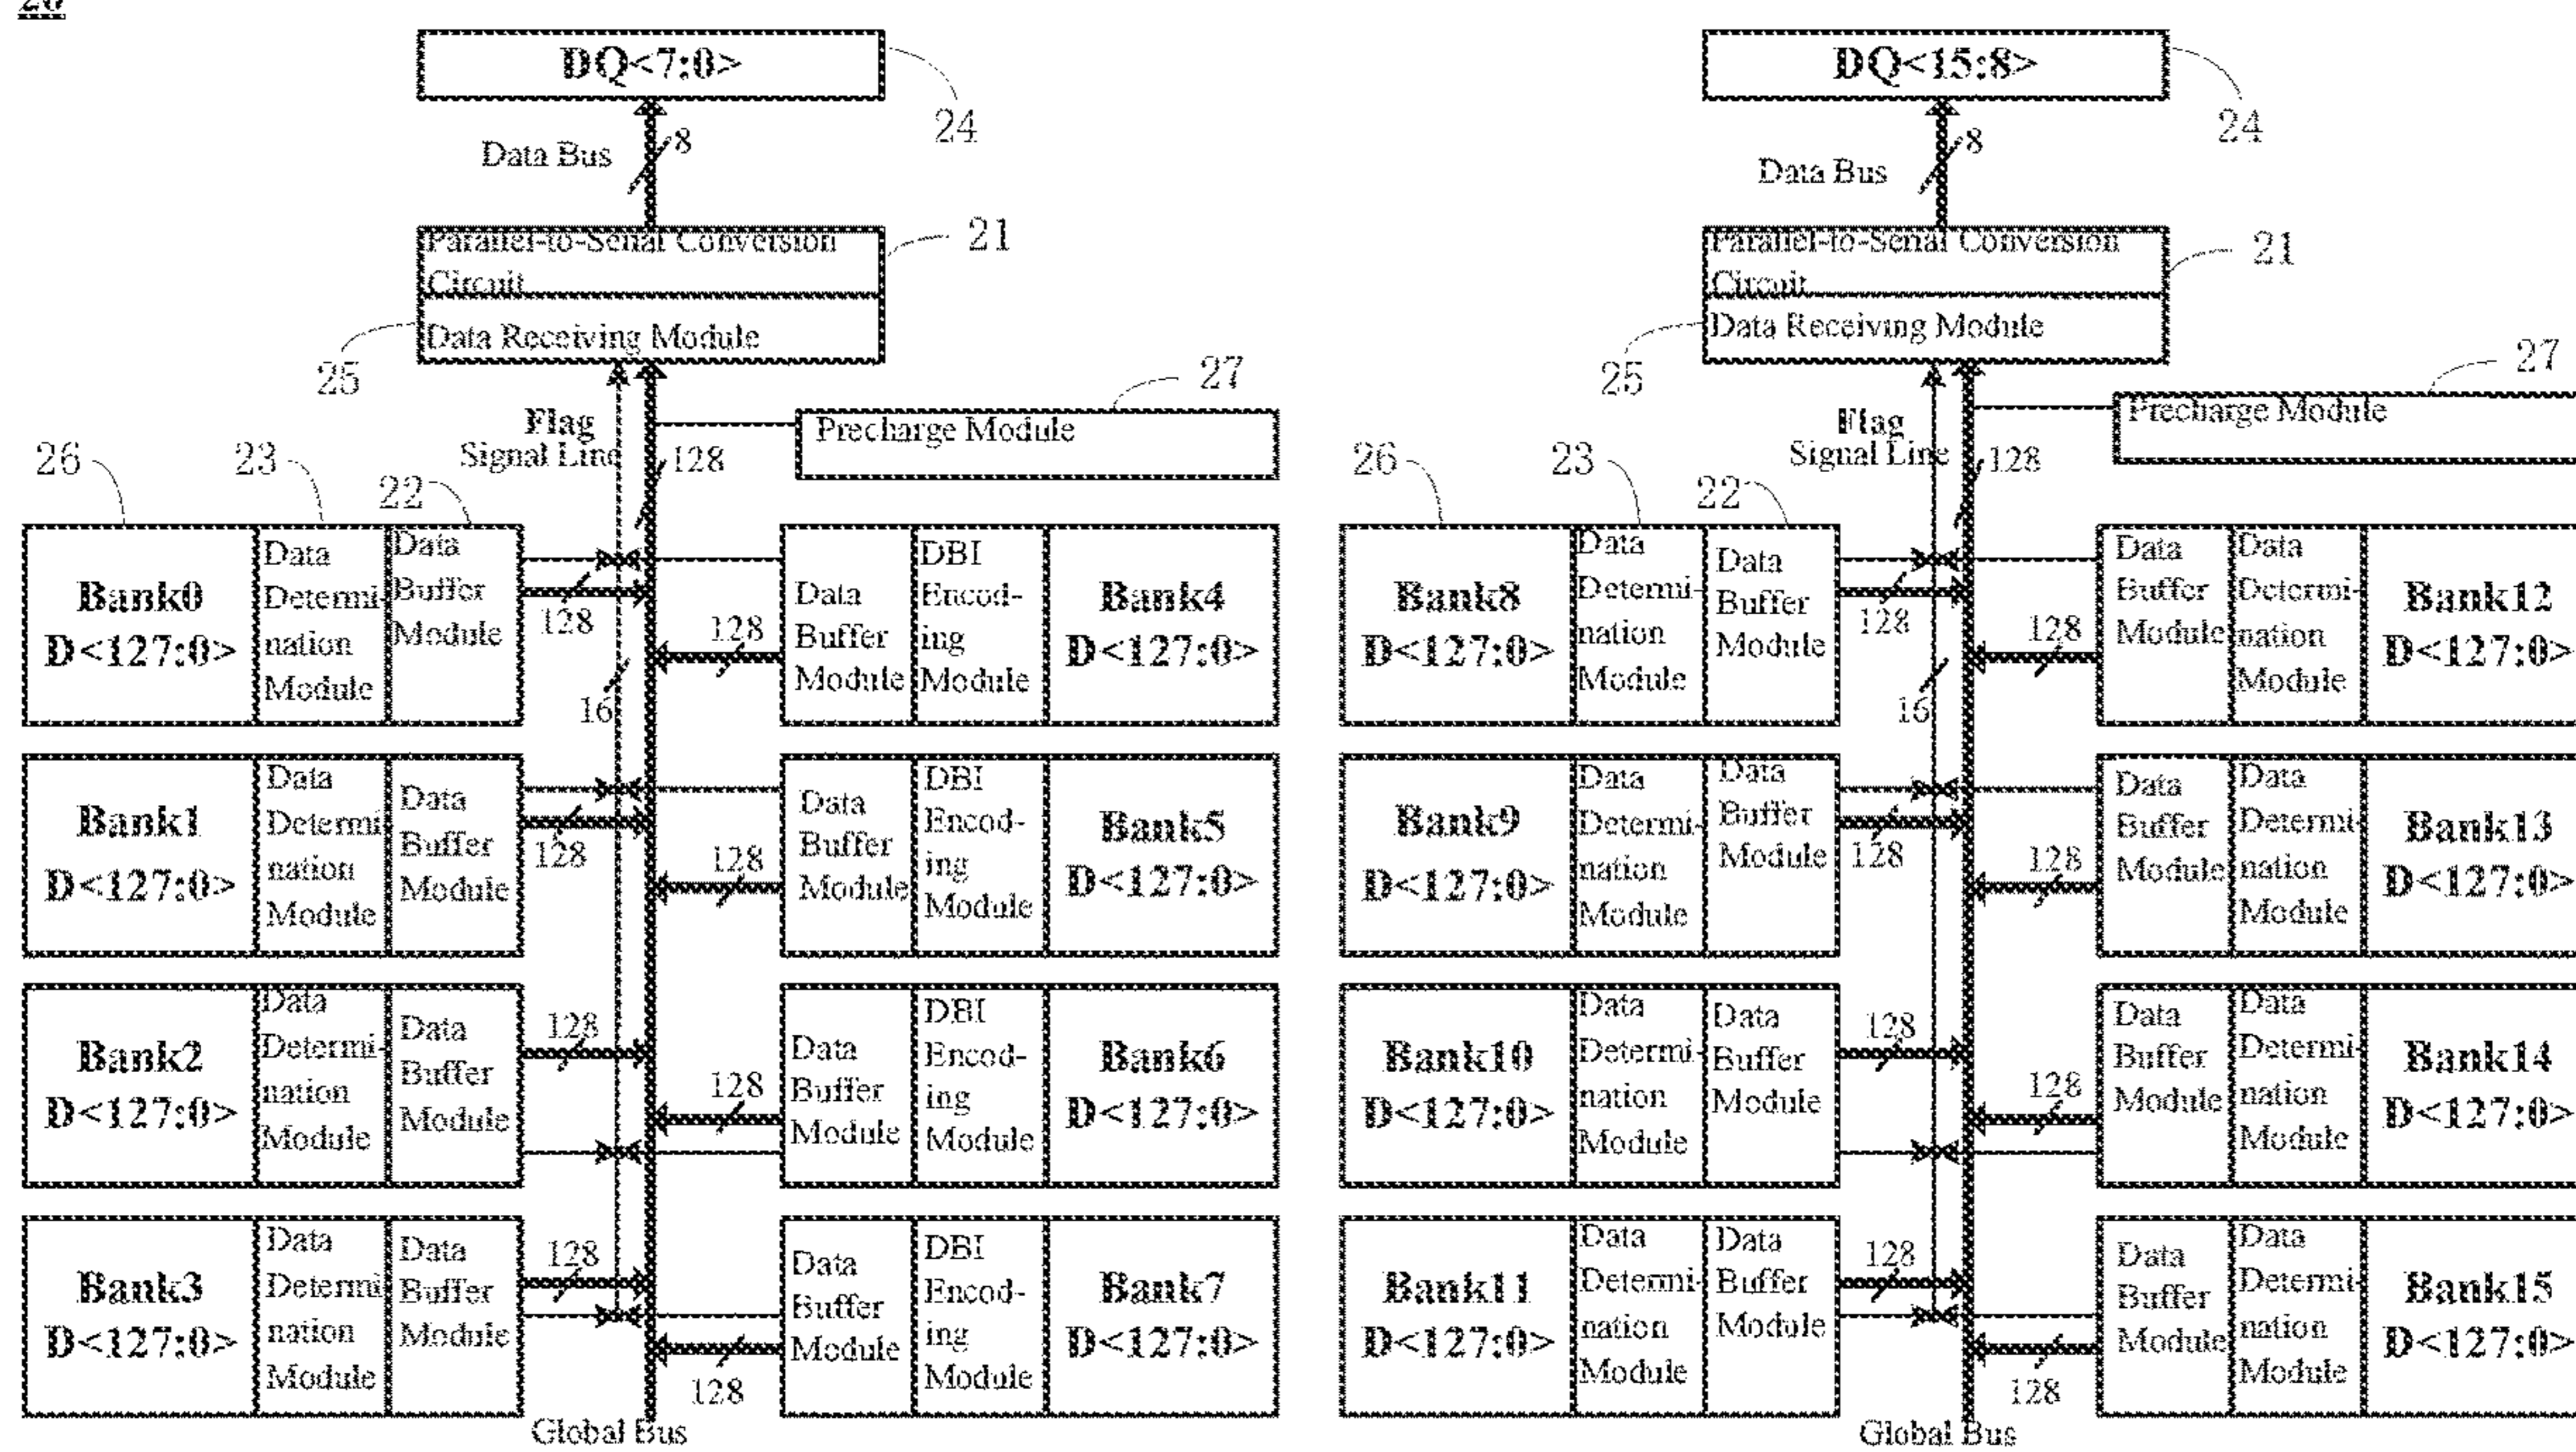 20
DQ<7:0>
24
Data Bus
8
Parallel-to-Serial Conversion
Circuit
21
Data Receiving Module
25
Flag
Signal Line
128
Precharge Module
27
26
23
22
Bank0
D<127:0>
Data
Determi-
nation
Module
Data
Buffer
Module
128
16
128
Data
Buffer
Module
DBI
Encod-
ing
Module
Bank4
D<127:0>
Bank1
D<127:0>
Data
Determi-
nation
Module
Data
Buffer
Module
128
128
Data
Buffer
Module
DBI
Encod-
ing
Module
Bank5
D<127:0>
Bank2
D<127:0>
Data
Determi-
nation
Module
Data
Buffer
Module
128
128
Data
Buffer
Module
DBI
Encod-
ing
Module
Bank6
D<127:0>
Bank3
D<127:0>
Data
Determi-
nation
Module
Data
Buffer
Module
128
128
Data
Buffer
Module
DBI
Encod-
ing
Module
Bank7
D<127:0>
Global Bus
DQ<15:8>
24
Data Bus
8
Parallel-to-Serial Conversion
Circuit
21
Data Receiving Module
25
Flag
Signal Line
128
Precharge Module
27
26
23
22
Bank8
D<127:0>
Data
Determi-
nation
Module
Data
Buffer
Module
128
16
128
Data
Buffer
Module
Data
Determi-
nation
Module
Bank12
D<127:0>
Bank9
D<127:0>
Data
Determi-
nation
Module
Data
Buffer
Module
128
128
Data
Buffer
Module
Data
Determi-
nation
Module
Bank13
D<127:0>
Bank10
D<127:0>
Data
Determi-
nation
Module
Data
Buffer
Module
128
128
Data
Buffer
Module
Data
Determi-
nation
Module
Bank14
D<127:0>
Bank11
D<127:0>
Data
Determi-
nation
Module
Data
Buffer
Module
128
128
Data
Buffer
Module
Data
Determi-
nation
Module
Bank15
D<127:0>
Global Bus